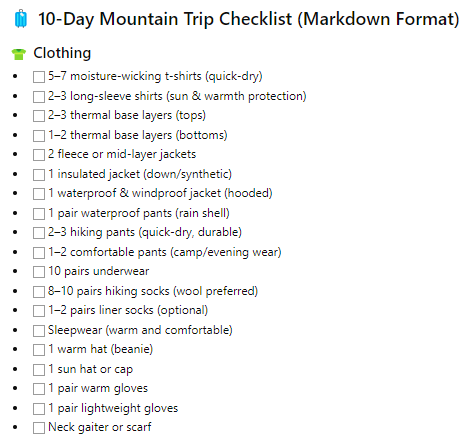 10-Day Mountain Trip Checklist (Markdown Format)
Clothing
5–7 moisture-wicking t-shirts (quick-dry)
2–3 long-sleeve shirts (sun & warmth protection)
2–3 thermal base layers (tops)
1–2 thermal base layers (bottoms)
2 fleece or mid-layer jackets
1 insulated jacket (down/synthetic)
1 waterproof & windproof jacket (hooded)
1 pair waterproof pants (rain shell)
2–3 hiking pants (quick-dry, durable)
1–2 comfortable pants (camp/evening wear)
10 pairs underwear
8–10 pairs hiking socks (wool preferred)
1–2 pairs liner socks (optional)
Sleepwear (warm and comfortable)
1 warm hat (beanie)
1 sun hat or cap
1 pair warm gloves
1 pair lightweight gloves
Neck gaiter or scarf